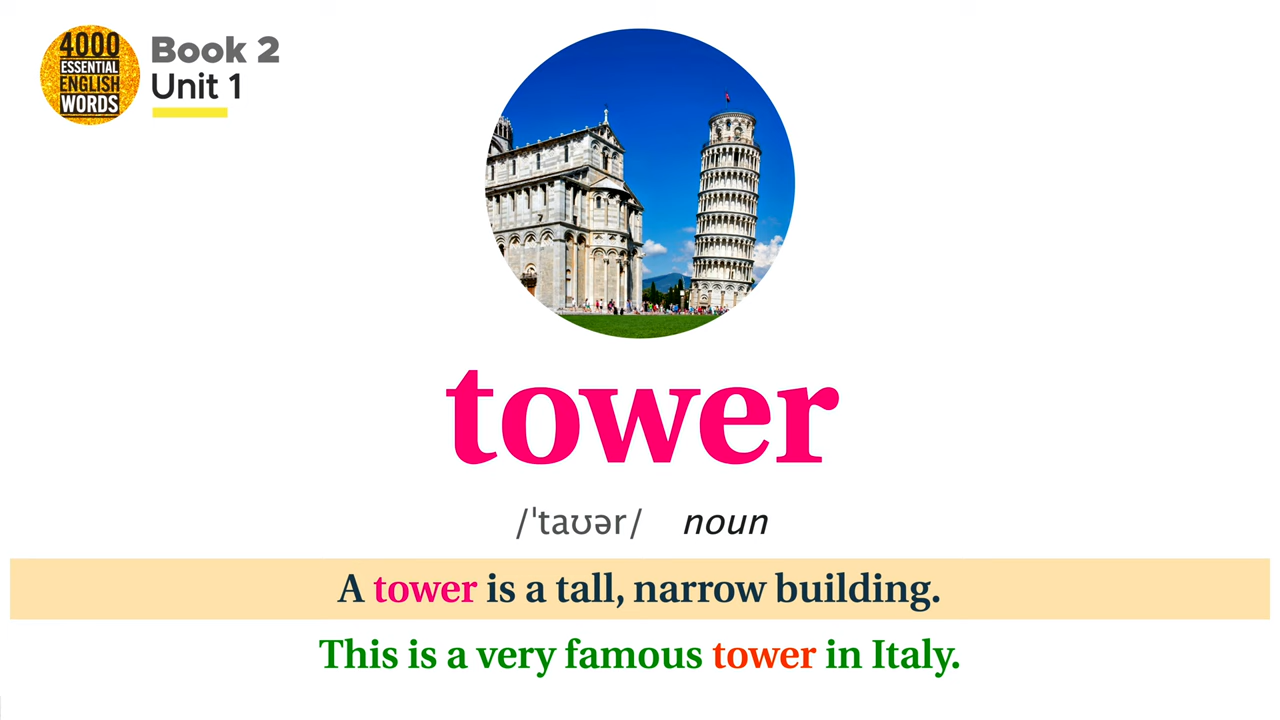 4000
ESSENTIAL
ENGLISH
WORDS
Book 2
Unit 1
tower
/ˈtaʊər/ noun
A tower is a tall, narrow building.
This is a very famous tower in Italy.